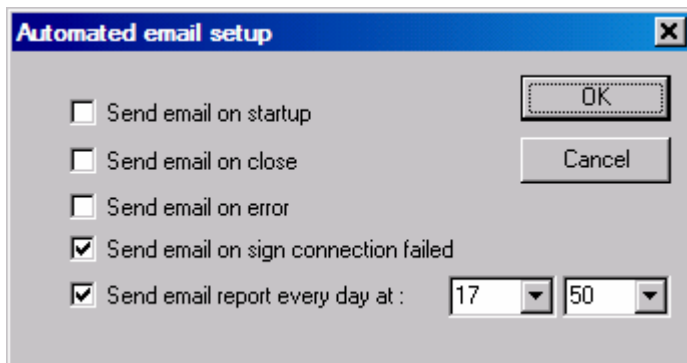 Automated email setup
Send email on startup
OK
Send email on close
Cancel
Send email on error
Send email on sign connection failed
Send email report every day at : 17 50